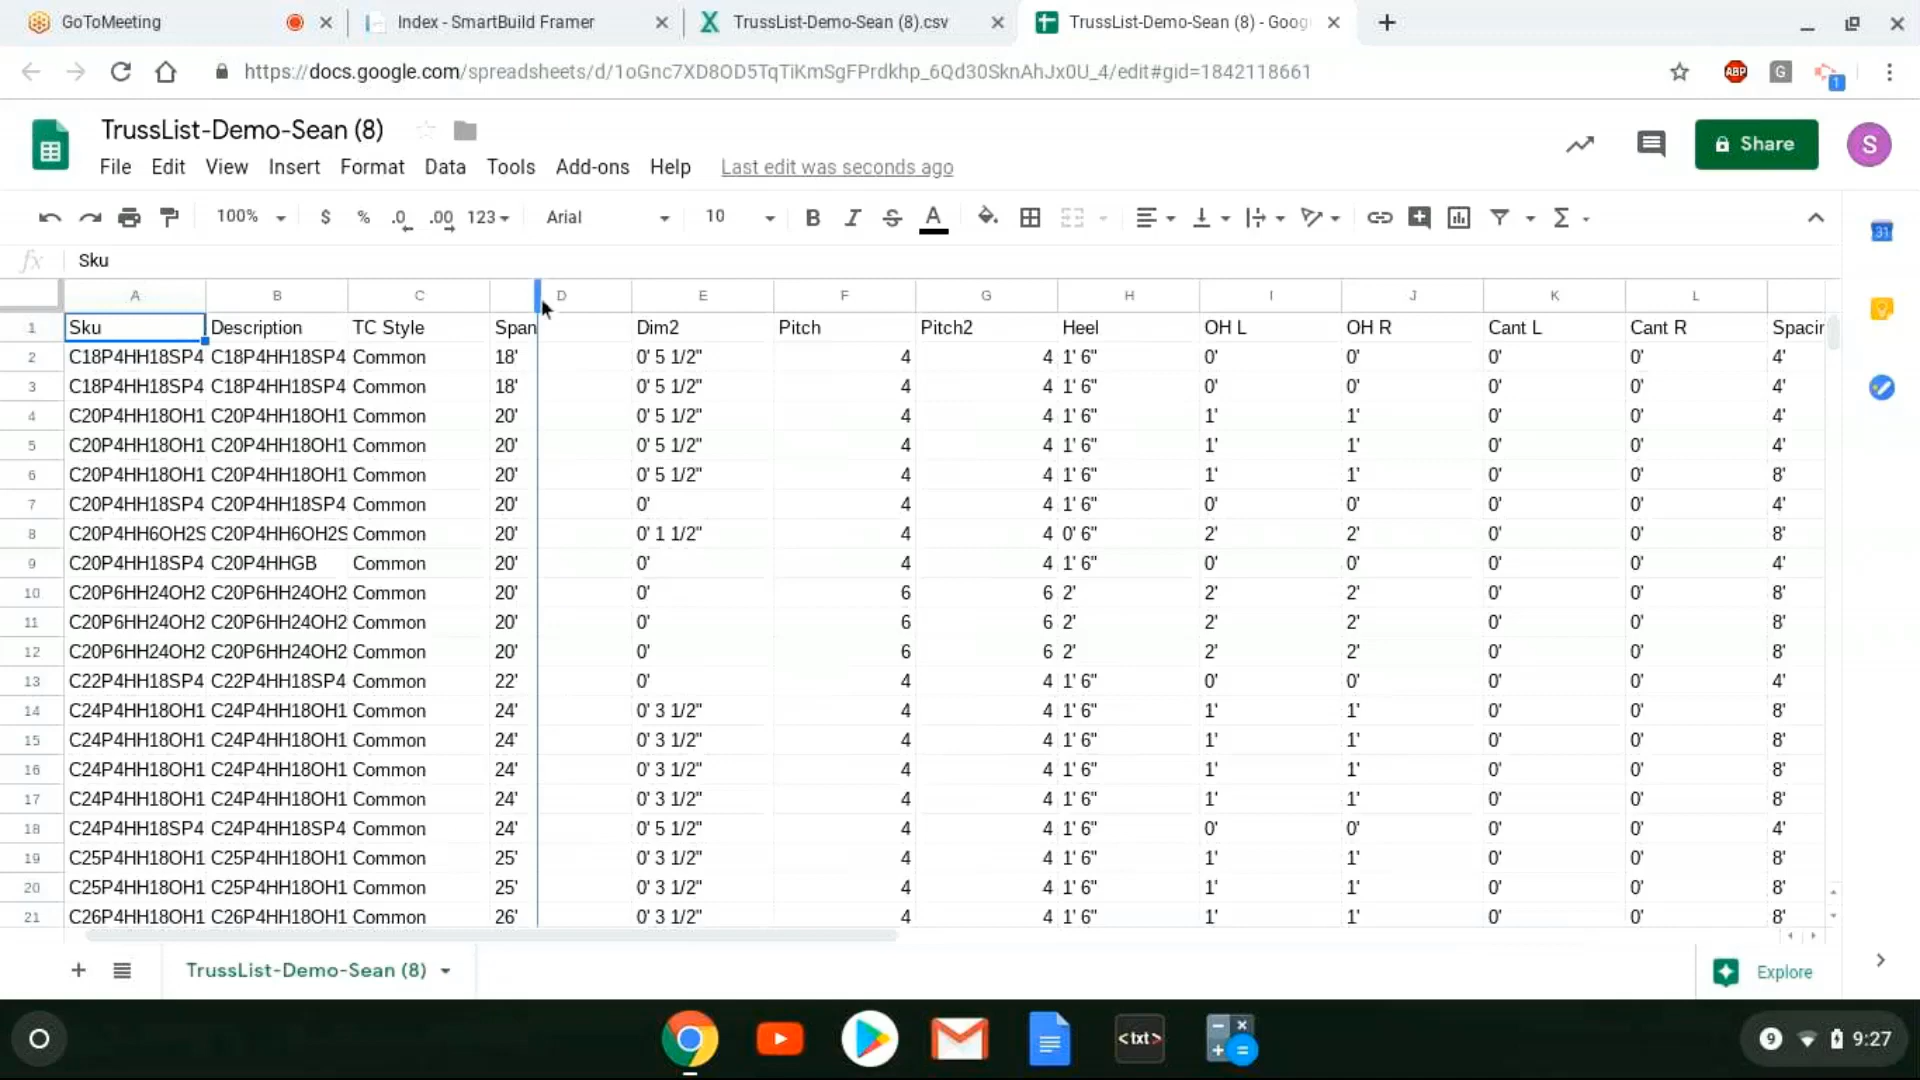 GoToMeeting
Index - SmartBuild Framer
TrussList-Demo-Sean (8).csv
TrussList-Demo-Sean (8) - Goog
https://docs.google.com/spreadsheets/d/1oGnc7XD8OD5TqTiKmSgFPrdkhp_6Qd30SknAhJx0U_4/edit#gid=1842118661
ABP
G
1
TrussList-Demo-Sean (8)
File Edit View Insert Format Data Tools Add-ons Help Last edit was seconds ago
Share
S
100% $ % .0 .00 123 Arial 10 B I S A Σ
31
fx Sku
A B C D E F G H I J K L
1 Sku Description TC Style Span Dim2 Pitch Pitch2 Heel OH L OH R Cant L Cant R Spacin
2 C18P4HH18SP4 C18P4HH18SP4 Common 18' 0' 5 1/2" 4 4 1' 6" 0' 0' 0' 0' 4'
3 C18P4HH18SP4 C18P4HH18SP4 Common 18' 0' 5 1/2" 4 4 1' 6" 0' 0' 0' 0' 4'
4 C20P4HH18OH1 C20P4HH18OH1 Common 20' 0' 5 1/2" 4 4 1' 6" 1' 1' 0' 0' 4'
5 C20P4HH18OH1 C20P4HH18OH1 Common 20' 0' 5 1/2" 4 4 1' 6" 1' 1' 0' 0' 4'
6 C20P4HH18OH1 C20P4HH18OH1 Common 20' 0' 5 1/2" 4 4 1' 6" 1' 1' 0' 0' 8'
7 C20P4HH18SP4 C20P4HH18SP4 Common 20' 0' 4 4 1' 6" 0' 0' 0' 0' 4'
8 C20P4HH6OH2S C20P4HH6OH2S Common 20' 0' 1 1/2" 4 4 0' 6" 2' 2' 0' 0' 8'
9 C20P4HH18SP4 C20P4HHGB Common 20' 0' 4 4 1' 6" 0' 0' 0' 0' 4'
10 C20P6HH24OH2 C20P6HH24OH2 Common 20' 0' 6 6 2' 2' 2' 0' 0' 8'
11 C20P6HH24OH2 C20P6HH24OH2 Common 20' 0' 6 6 2' 2' 2' 0' 0' 8'
12 C20P6HH24OH2 C20P6HH24OH2 Common 20' 0' 6 6 2' 2' 2' 0' 0' 8'
13 C22P4HH18SP4 C22P4HH18SP4 Common 22' 0' 4 4 1' 6" 0' 0' 0' 0' 4'
14 C24P4HH18OH1 C24P4HH18OH1 Common 24' 0' 3 1/2" 4 4 1' 6" 1' 1' 0' 0' 8'
15 C24P4HH18OH1 C24P4HH18OH1 Common 24' 0' 3 1/2" 4 4 1' 6" 1' 1' 0' 0' 8'
16 C24P4HH18OH1 C24P4HH18OH1 Common 24' 0' 3 1/2" 4 4 1' 6" 1' 1' 0' 0' 8'
17 C24P4HH18OH1 C24P4HH18OH1 Common 24' 0' 3 1/2" 4 4 1' 6" 1' 1' 0' 0' 8'
18 C24P4HH18SP4 C24P4HH18SP4 Common 24' 0' 5 1/2" 4 4 1' 6" 0' 0' 0' 0' 4'
19 C25P4HH18OH1 C25P4HH18OH1 Common 25' 0' 3 1/2" 4 4 1' 6" 1' 1' 0' 0' 8'
20 C25P4HH18OH1 C25P4HH18OH1 Common 25' 0' 3 1/2" 4 4 1' 6" 1' 1' 0' 0' 8'
21 C26P4HH18OH1 C26P4HH18OH1 Common 26' 0' 3 1/2" 4 4 1' 6" 1' 1' 0' 0' 8'
TrussList-Demo-Sean (8)
Explore
<txt>
9 9:27